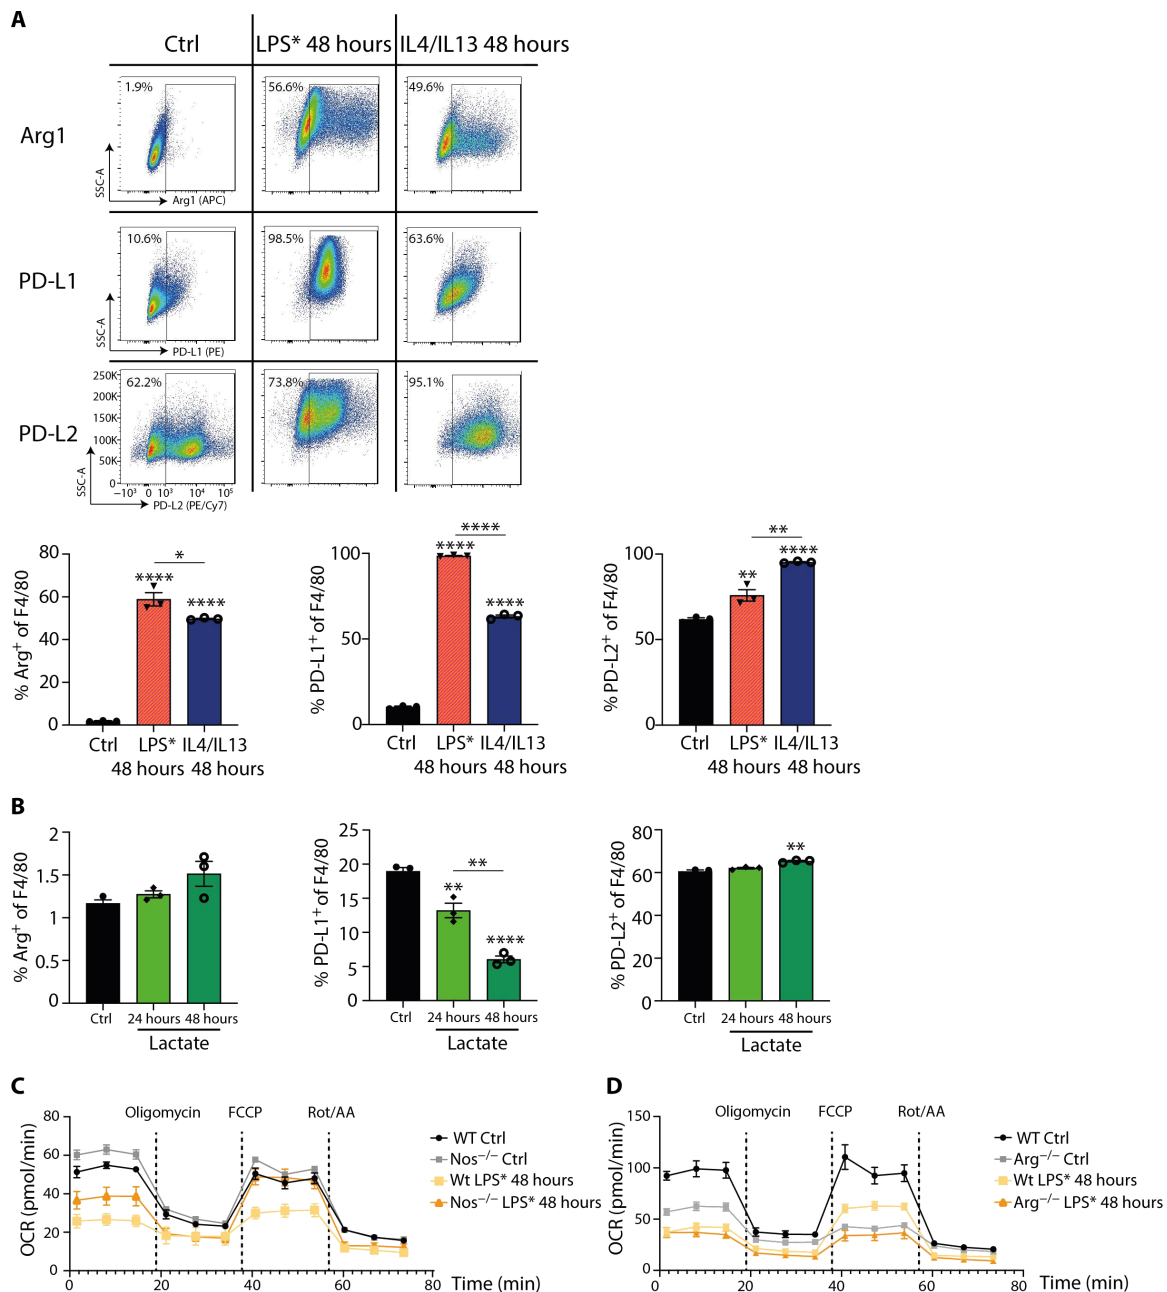 A
Ctrl LPS* 48 hours IL4/IL13 48 hours
Arg1
1.9% 56.6% 49.6%
SSC-A
Arg1 (APC)
PD-L1
10.6% 98.5% 63.6%
SSC-A
PD-L1 (PE)
PD-L2
62.2% 73.8% 95.1%
250K
200K
150K
100K
50K
0
−10³ 0 10³ 10⁴ 10⁵
SSC-A
PD-L2 (PE/Cy7)
% Arg⁺ of F4/80
80
60
40
20
0
* **** ****
Ctrl LPS* IL4/IL13
48 hours 48 hours
% PD-L1⁺ of F4/80
100
50
0
**** **** ****
Ctrl LPS* IL4/IL13
48 hours 48 hours
% PD-L2⁺ of F4/80
100
50
0
** ** ****
Ctrl LPS* IL4/IL13
48 hours 48 hours
B
% Arg⁺ of F4/80
2
1.5
1
0.5
0
Ctrl 24 hours 48 hours
Lactate
% PD-L1⁺ of F4/80
25
20
15
10
5
0
** ** ****
Ctrl 24 hours 48 hours
Lactate
% PD-L2⁺ of F4/80
80
60
40
20
0
**
Ctrl 24 hours 48 hours
Lactate
C
Oligomycin FCCP Rot/AA
OCR (pmol/min)
80
60
40
20
0
0 20 40 60 80
Time (min)
WT Ctrl
Nos⁻/⁻ Ctrl
Wt LPS* 48 hours
Nos⁻/⁻ LPS* 48 hours
D
Oligomycin FCCP Rot/AA
OCR (pmol/min)
150
100
50
0
0 20 40 60 80
Time (min)
WT Ctrl
Arg⁻/⁻ Ctrl
Wt LPS* 48 hours
Arg⁻/⁻ LPS* 48 hours